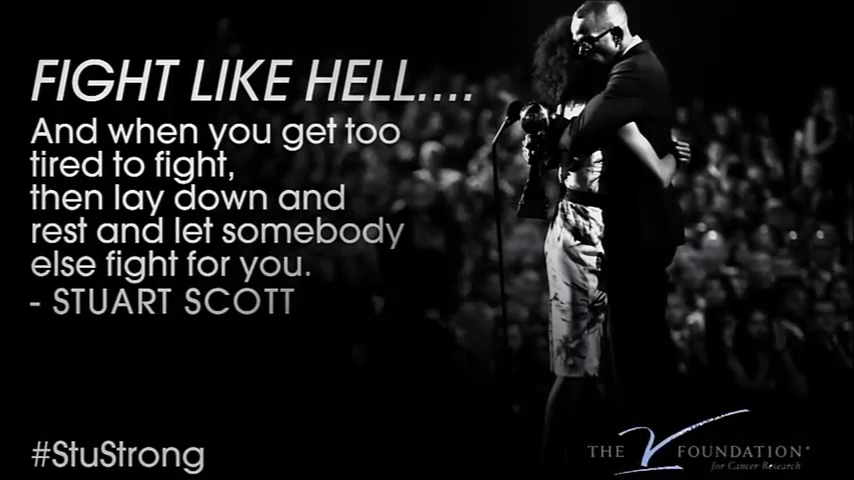 FIGHT LIKE HELL....
And when you get too
tired to fight,
then lay down and
rest and let somebody
else fight for you.
- STUART SCOTT
#StuStrong
THE V FOUNDATION®
for Cancer Research